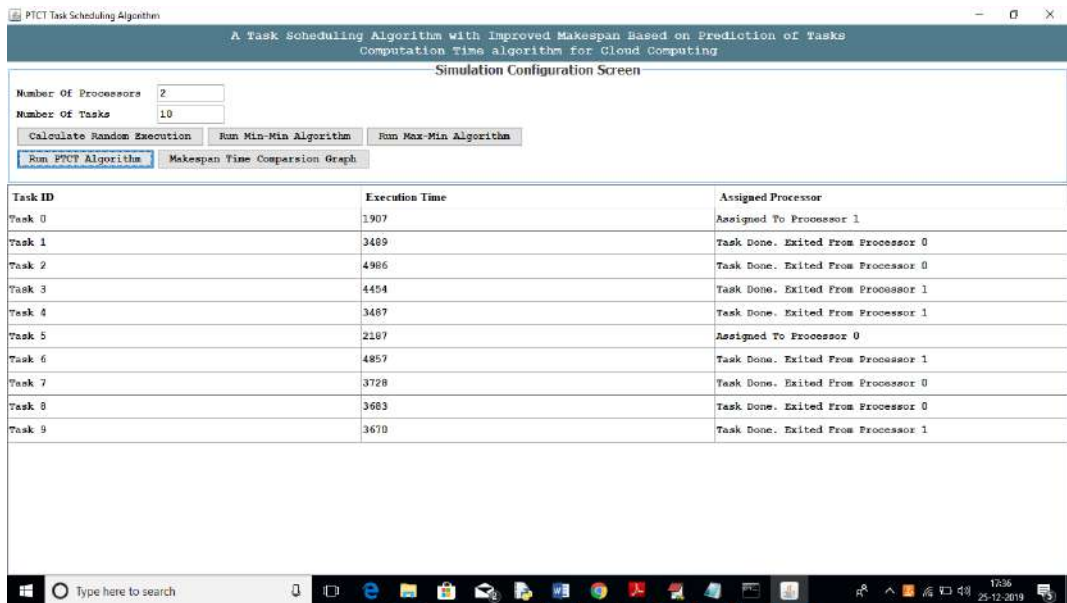 PTCT Task Scheduling Algorithm
A Task Scheduling Algorithm with Improved Makespan Based on Prediction of Tasks
Computation Time algorithm for Cloud Computing
Simulation Configuration Screen
Number Of Processors 2
Number Of Tasks 10
Calculate Random Execution Run Min-Min Algorithm Run Max-Min Algorithm
Run PTCT Algorithm Makespan Time Comparsion Graph
Task ID Execution Time Assigned Processor
Task 0 1907 Assigned To Processor 1
Task 1 3489 Task Done. Exited From Processor 0
Task 2 4986 Task Done. Exited From Processor 0
Task 3 4454 Task Done. Exited From Processor 1
Task 4 3487 Task Done. Exited From Processor 1
Task 5 2187 Assigned To Processor 0
Task 6 4857 Task Done. Exited From Processor 1
Task 7 3728 Task Done. Exited From Processor 0
Task 8 3683 Task Done. Exited From Processor 0
Task 9 3670 Task Done. Exited From Processor 1
Type here to search
17:36
25-12-2019